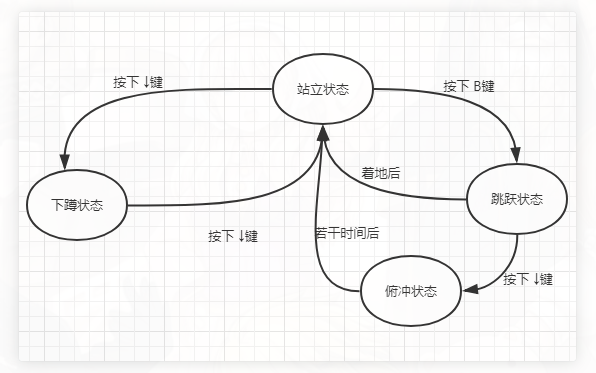 站立状态
按下 ↓键
按下 B键
下蹲状态
着地后
跳跃状态
按下 ↓键
若干时间后
俯冲状态
按下 ↓键